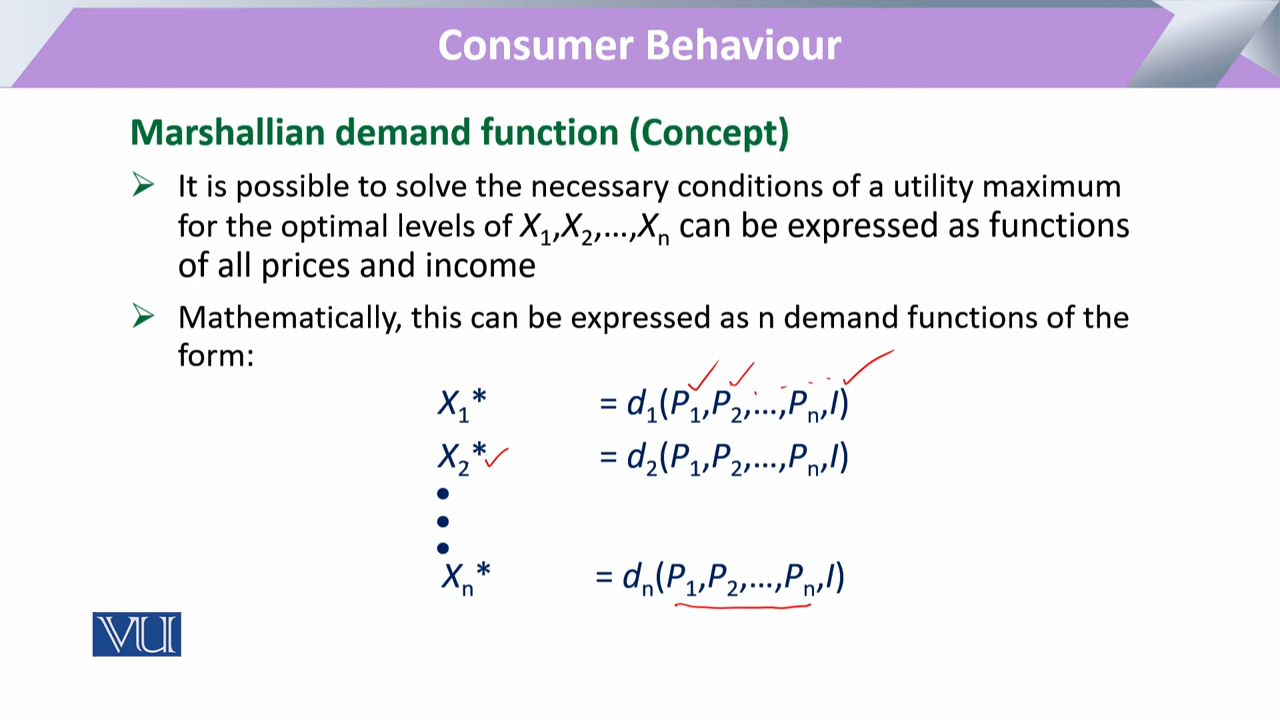 Consumer Behaviour
Marshallian demand function (Concept)
It is possible to solve the necessary conditions of a utility maximum
for the optimal levels of X₁,X₂,...,Xₙ can be expressed as functions
of all prices and income
Mathematically, this can be expressed as n demand functions of the
form:
X₁* = d₁(P₁,P₂,...,Pₙ,I)
X₂* = d₂(P₁,P₂,...,Pₙ,I)
•
•
•
Xₙ* = dₙ(P₁,P₂,...,Pₙ,I)
VU